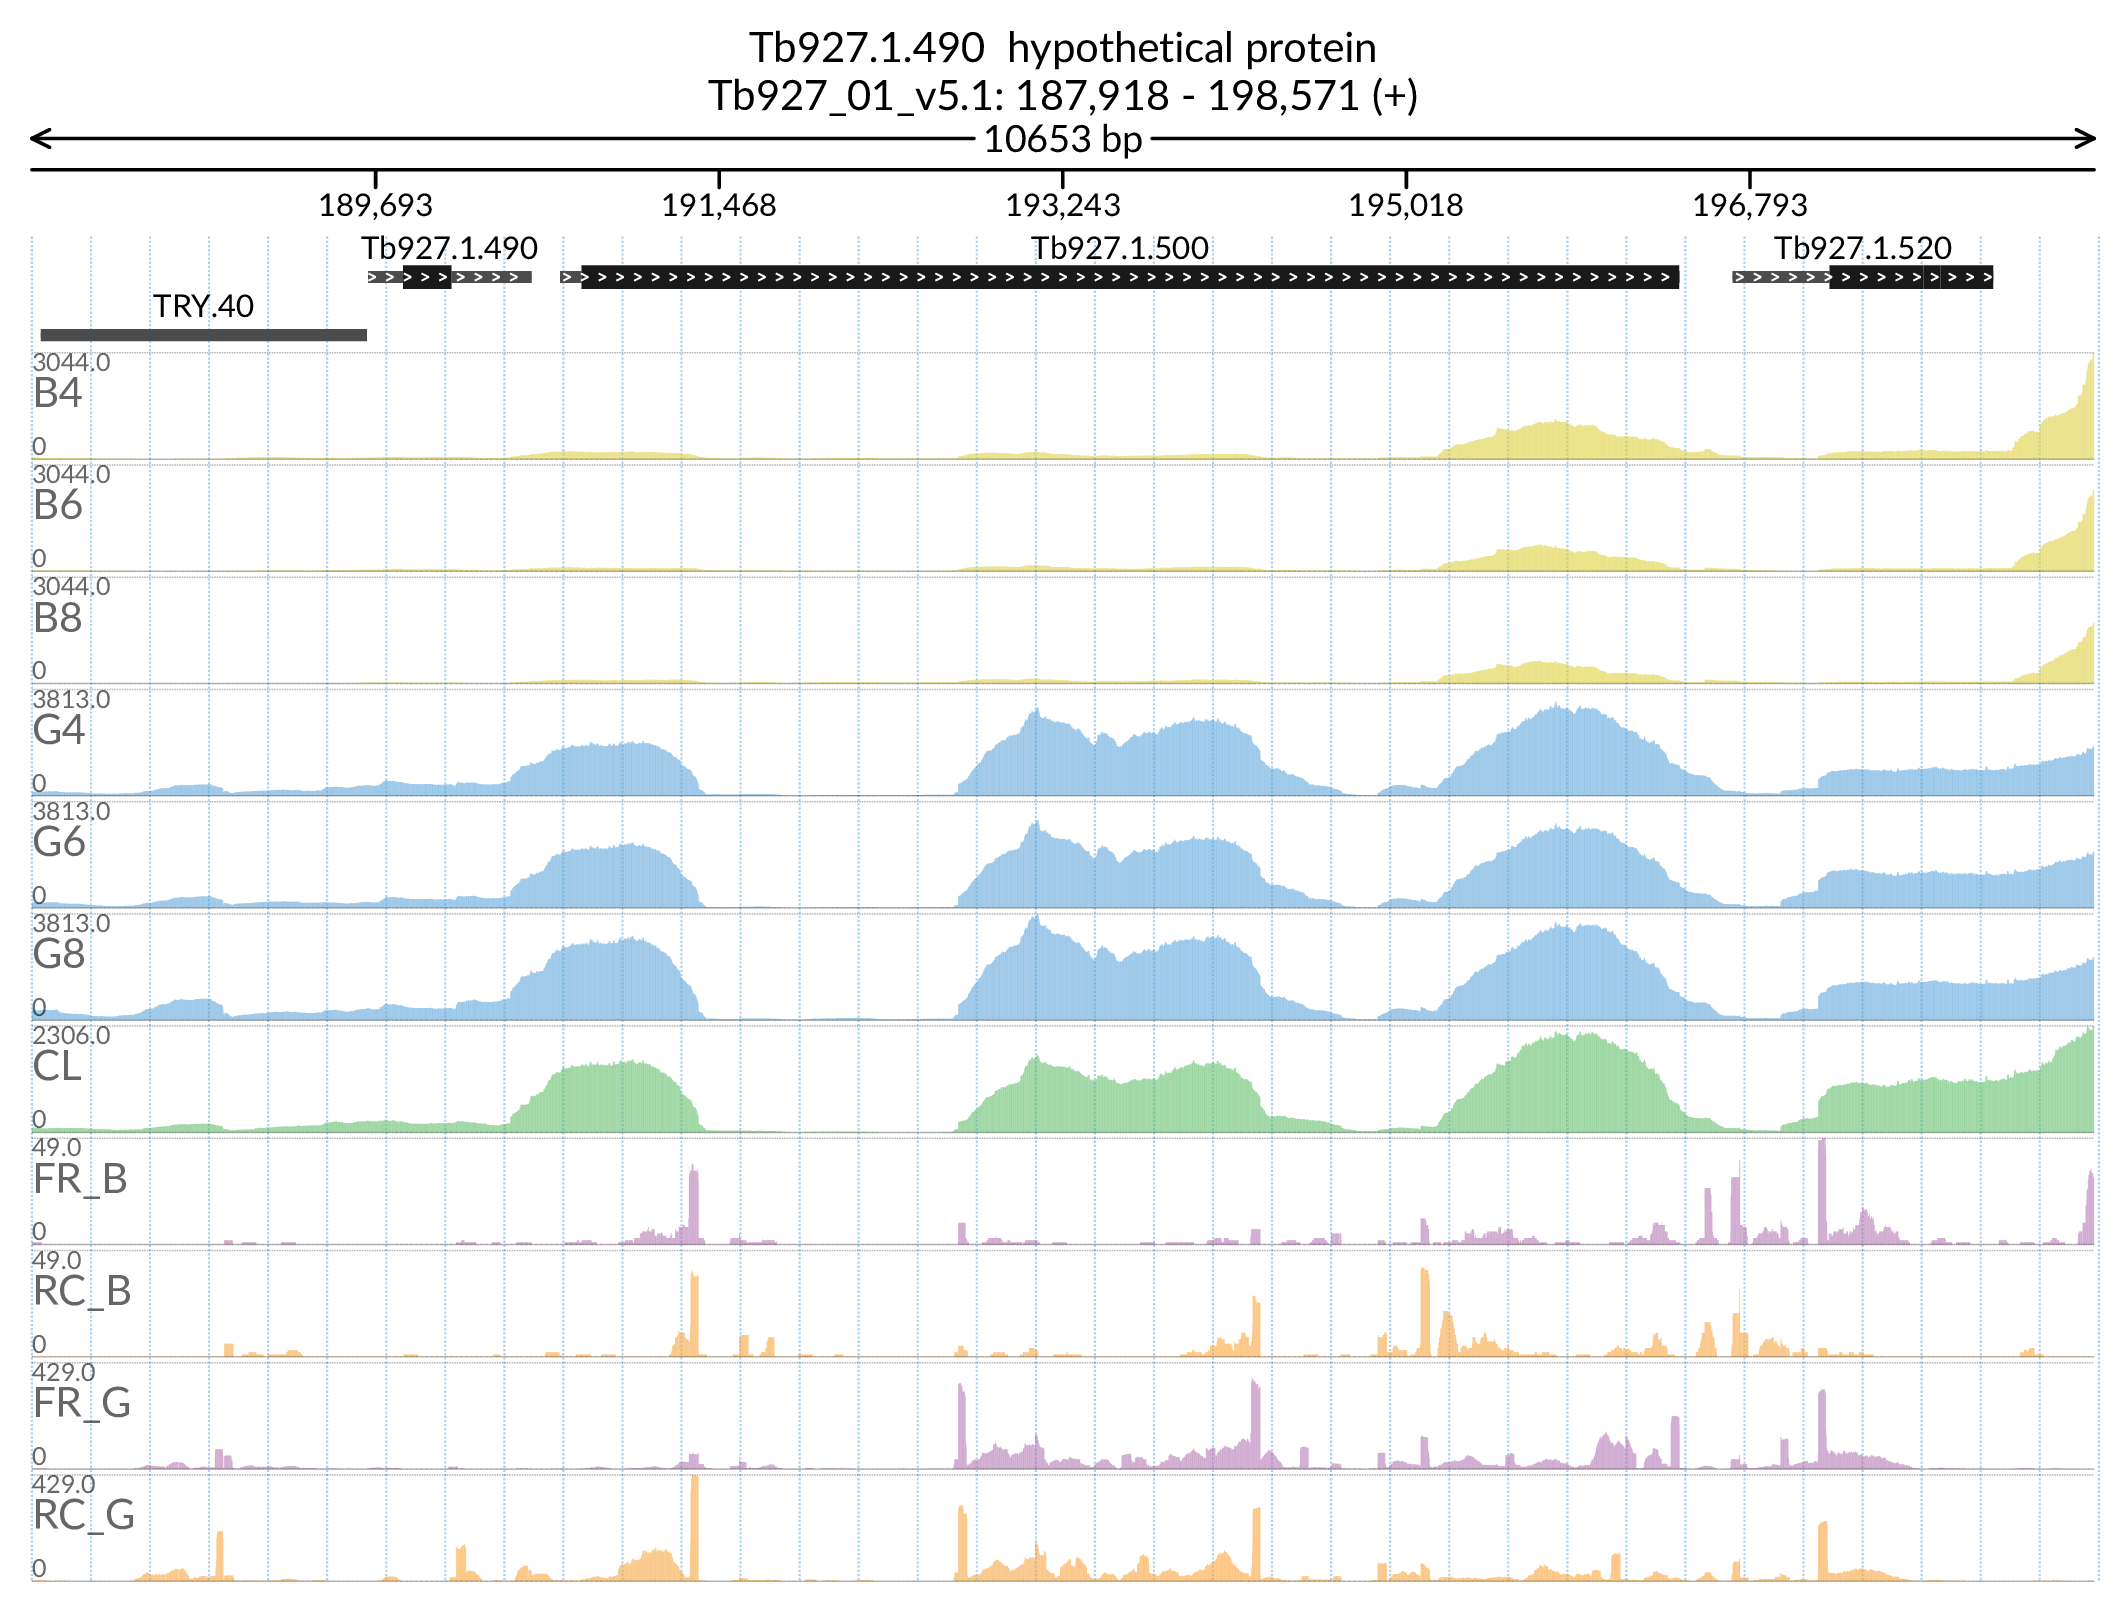 Tb927.1.490 hypothetical protein
Tb927_01_v5.1: 187,918 - 198,571 (+)
10653 bp
189,693 191,468 193,243 195,018 196,793
Tb927.1.490 Tb927.1.500 Tb927.1.520
TRY.40
3044.0
B4
0
3044.0
B6
0
3044.0
B8
0
3813.0
G4
0
3813.0
G6
0
3813.0
G8
0
2306.0
CL
0
49.0
FR_B
0
49.0
RC_B
0
429.0
FR_G
0
429.0
RC_G
0